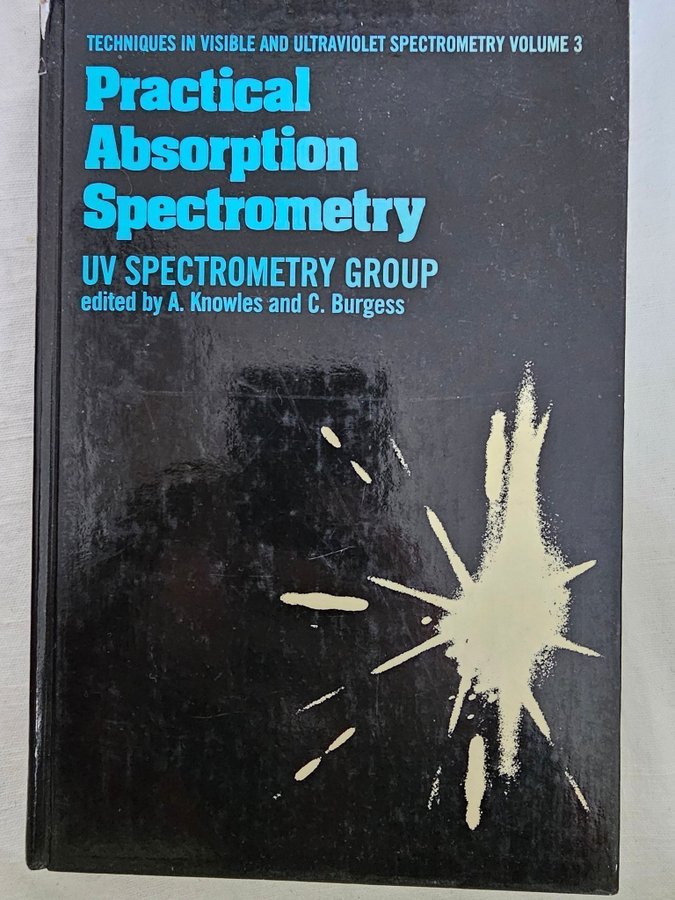 TECHNIQUES IN VISIBLE AND ULTRAVIOLET SPECTROMETRY VOLUME 3
Practical
Absorption
Spectrometry
UV SPECTROMETRY GROUP
edited by A. Knowles and C. Burgess